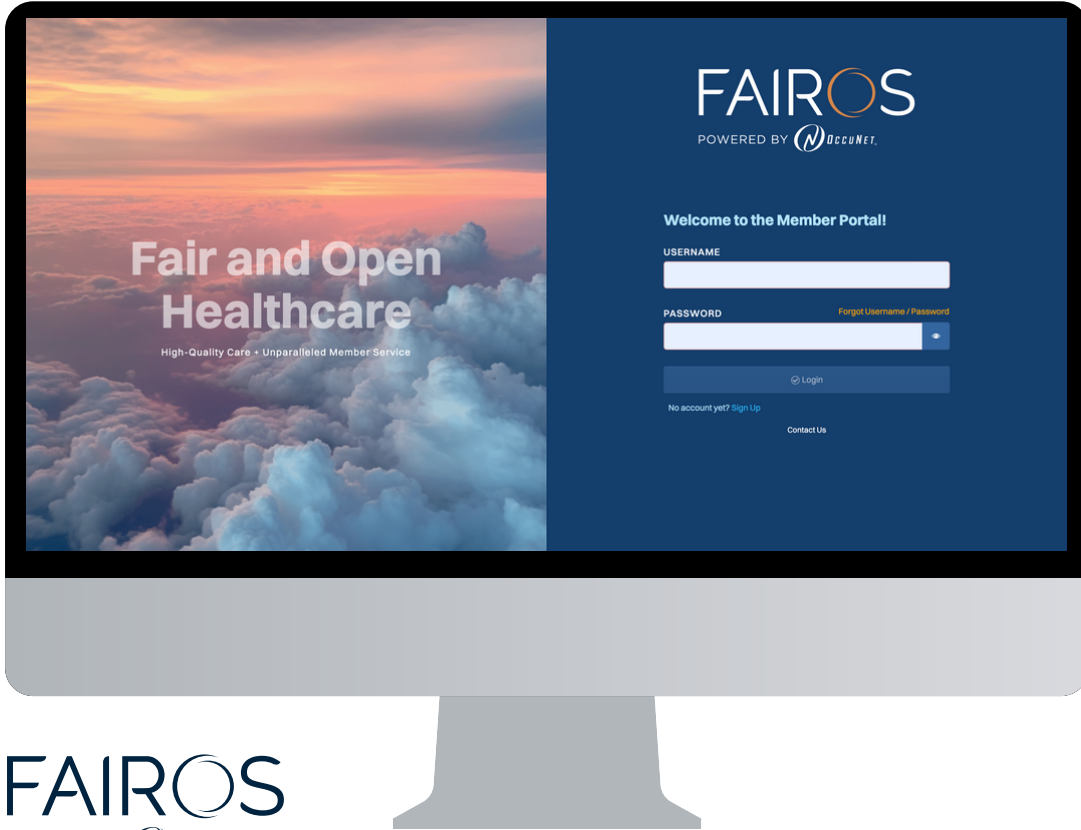 Fair and Open
Healthcare
High-Quality Care + Unparalleled Member Service
FAIROS
POWERED BY OCCUNET
Welcome to the Member Portal!
USERNAME
PASSWORD
Forgot Username / Password
Login
No account yet? Sign Up
Contact Us
FAIROS